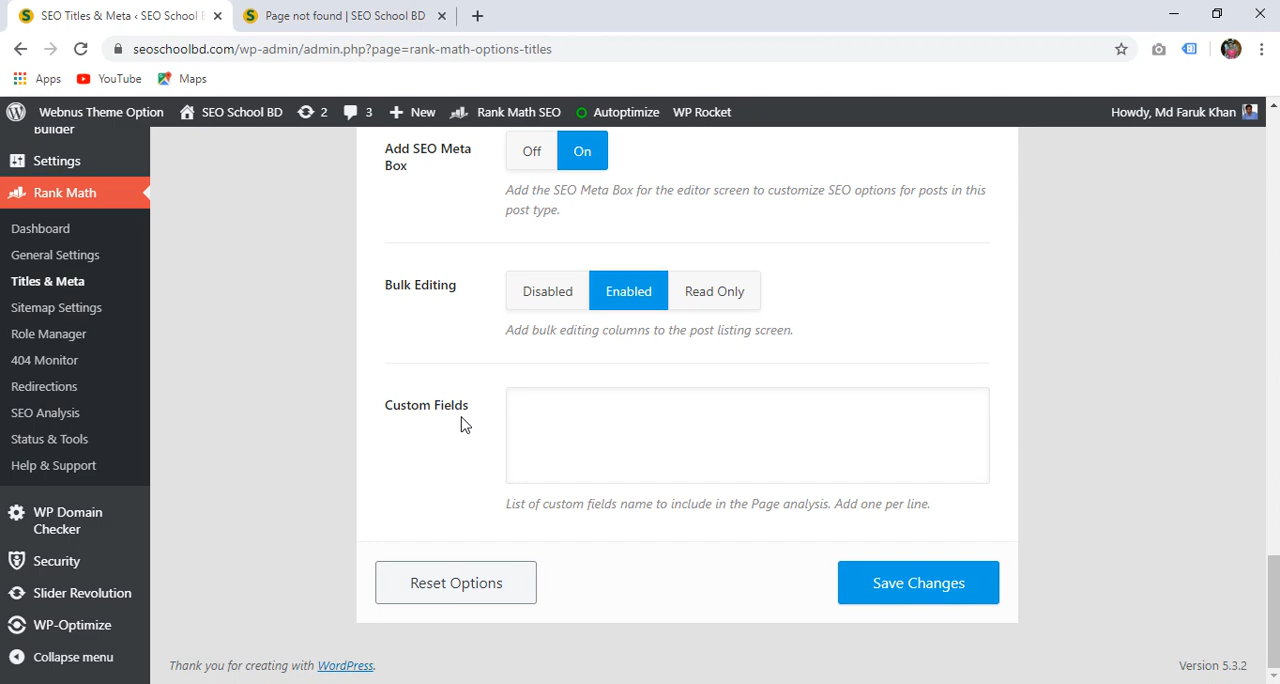 SEO Titles & Meta ‹ SEO School B
Page not found | SEO School BD
seoschoolbd.com/wp-admin/admin.php?page=rank-math-options-titles
Apps YouTube Maps
Webnus Theme Option SEO School BD 2 3 New Rank Math SEO Autoptimize WP Rocket Howdy, Md Faruk Khan
Builder
Settings
Rank Math
Dashboard
General Settings
Titles & Meta
Sitemap Settings
Role Manager
404 Monitor
Redirections
SEO Analysis
Status & Tools
Help & Support
WP Domain
Checker
Security
Slider Revolution
WP-Optimize
Collapse menu
Add SEO Meta
Box
Off On
Add the SEO Meta Box for the editor screen to customize SEO options for posts in this
post type.
Bulk Editing
Disabled Enabled Read Only
Add bulk editing columns to the post listing screen.
Custom Fields
List of custom fields name to include in the Page analysis. Add one per line.
Reset Options Save Changes
Thank you for creating with WordPress. Version 5.3.2